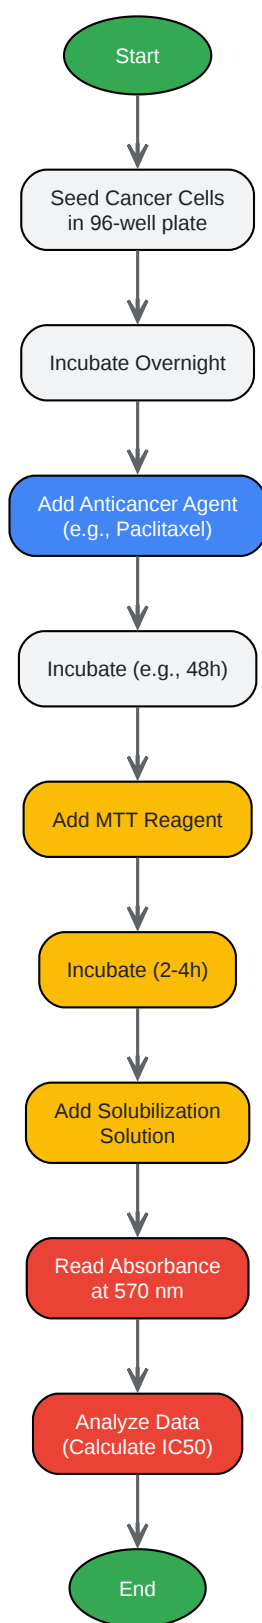 Start
Seed Cancer Cells
in 96-well plate
Incubate Overnight
Add Anticancer Agent
(e.g., Paclitaxel)
Incubate (e.g., 48h)
Add MTT Reagent
Incubate (2-4h)
Add Solubilization
Solution
Read Absorbance
at 570 nm
Analyze Data
(Calculate IC50)
End